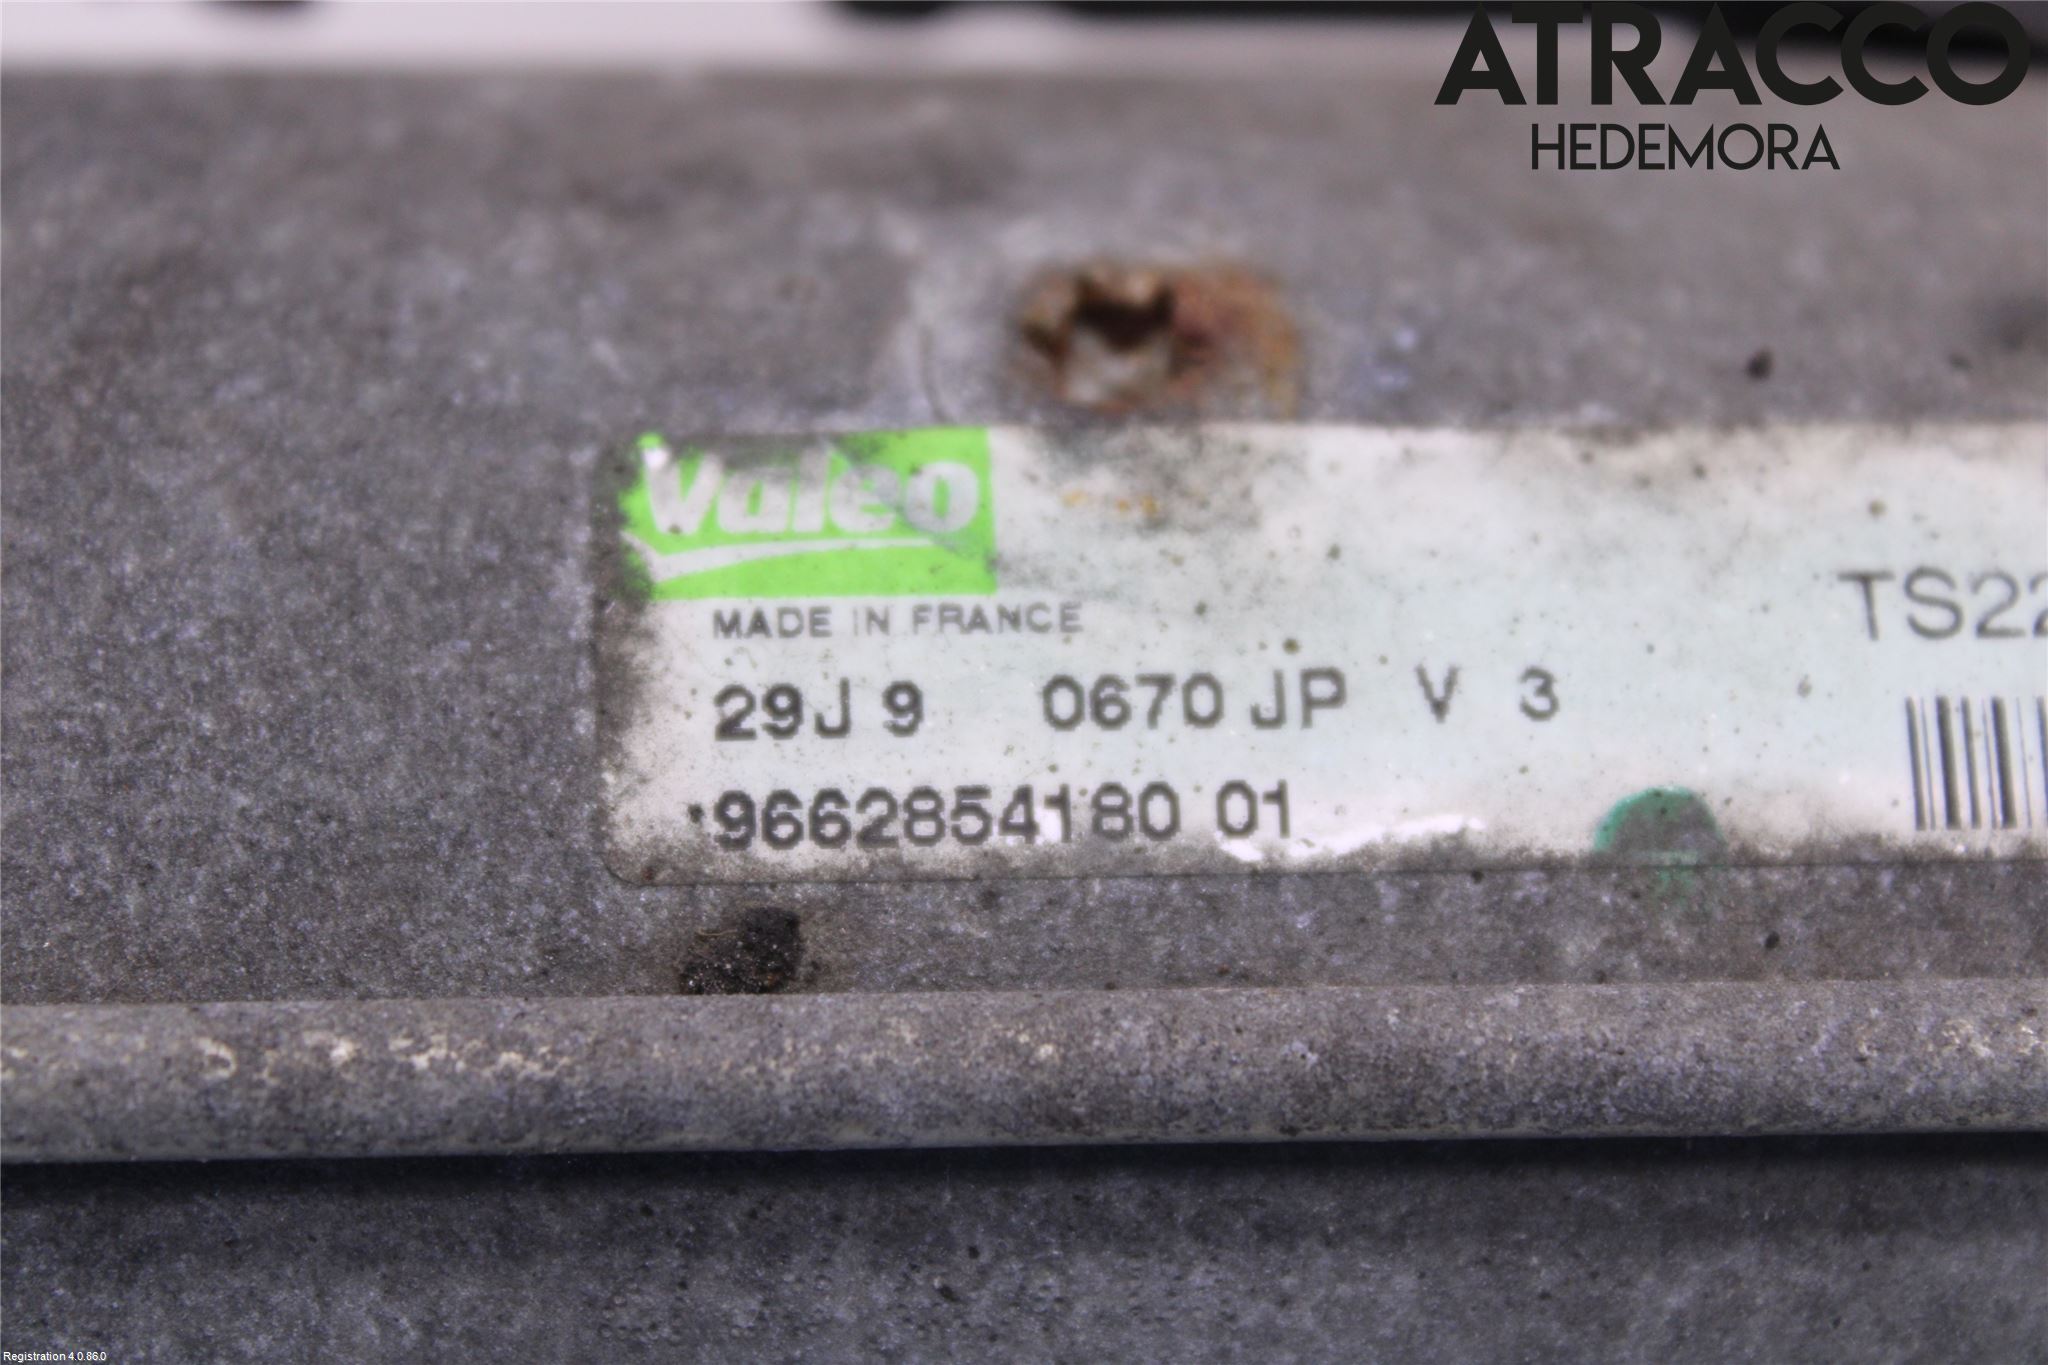 ATRACCO
HEDEMORA
Valeo
MADE IN FRANCE
TS22
29J 9 0670 JP V 3
9662854180 01
Registration 4.0.86.0